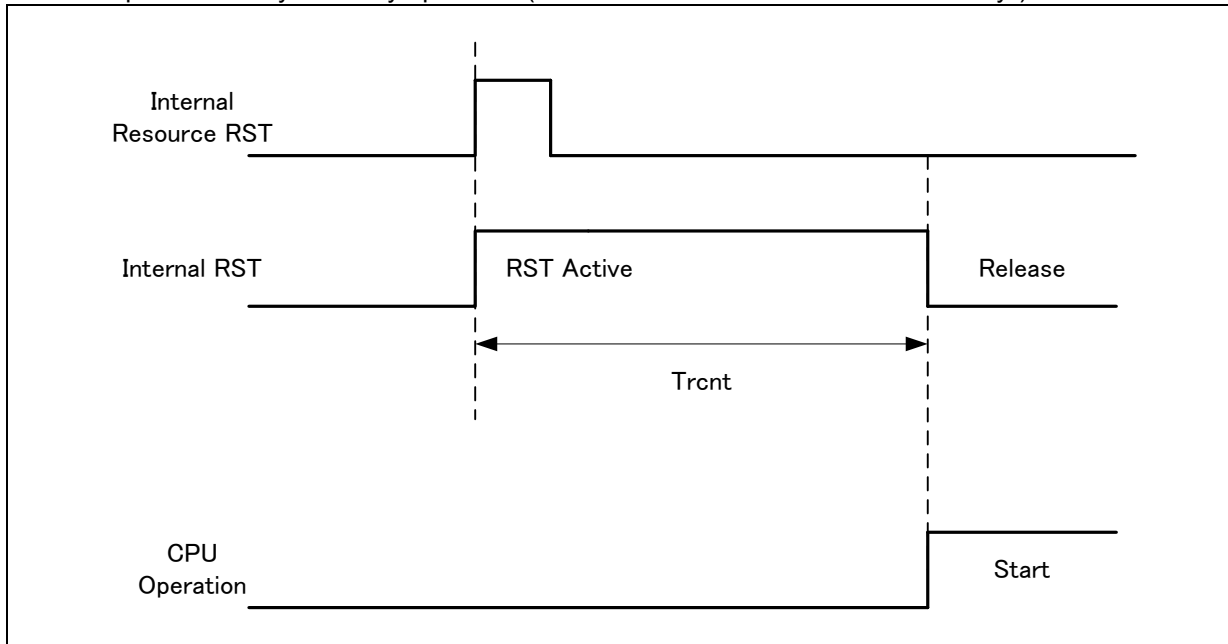 Internal
Resource RST
Internal RST
RST Active
Release
Trcnt
CPU
Operation
Start